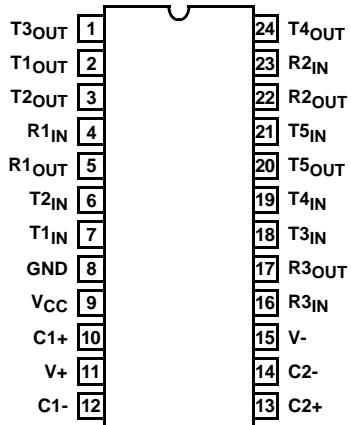 T3OUT 1 24 T4OUT
T1OUT 2 23 R2IN
T2OUT 3 22 R2OUT
R1IN 4 21 T5IN
R1OUT 5 20 T5OUT
T2IN 6 19 T4IN
T1IN 7 18 T3IN
GND 8 17 R3OUT
VCC 9 16 R3IN
C1+ 10 15 V-
V+ 11 14 C2-
C1- 12 13 C2+